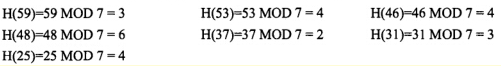 H(59)=59 MOD 7 = 3 H(53)=53 MOD 7 = 4 H(46)=46 MOD 7 = 4
H(48)=48 MOD 7 = 6 H(37)=37 MOD 7 = 2 H(31)=31 MOD 7 = 3
H(25)=25 MOD 7 = 4